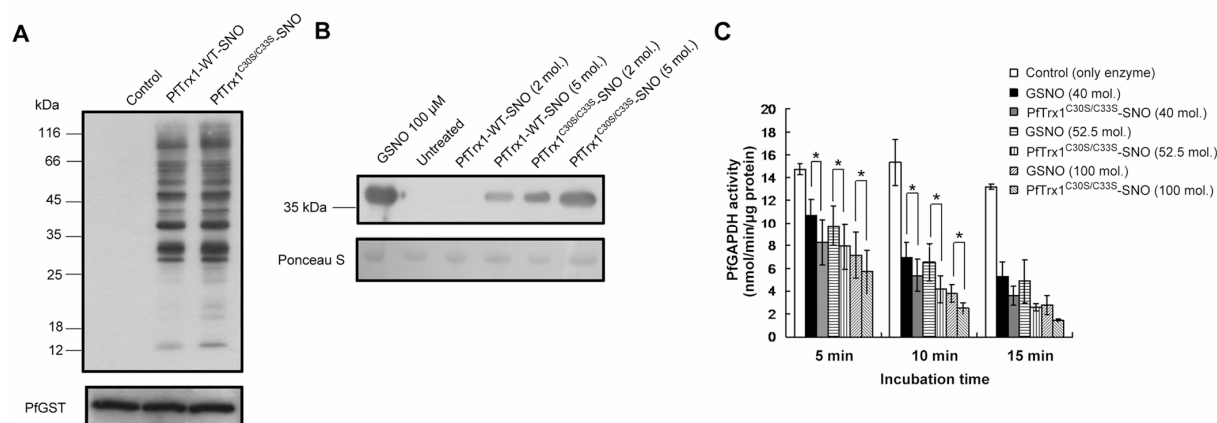 A
Control
PfTrx1-WT-SNO
PfTrx1C30S/C33S-SNO
kDa
116
66
45
35
25
18
12
PfGST
B
GSNO 100 µM
Untreated
PfTrx1-WT-SNO (2 mol.)
PfTrx1-WT-SNO (5 mol.)
PfTrx1C30S/C33S-SNO (2 mol.)
PfTrx1C30S/C33S-SNO (5 mol.)
35 kDa
Ponceau S
C
Control (only enzyme)
GSNO (40 mol.)
PfTrx1C30S/C33S-SNO (40 mol.)
GSNO (52.5 mol.)
PfTrx1C30S/C33S-SNO (52.5 mol.)
GSNO (100 mol.)
PfTrx1C30S/C33S-SNO (100 mol.)
PfGAPDH activity
(nmol/min/µg protein)
20
18
16
14
12
10
8
6
4
2
0
* * *
* * *
5 min 10 min 15 min
Incubation time